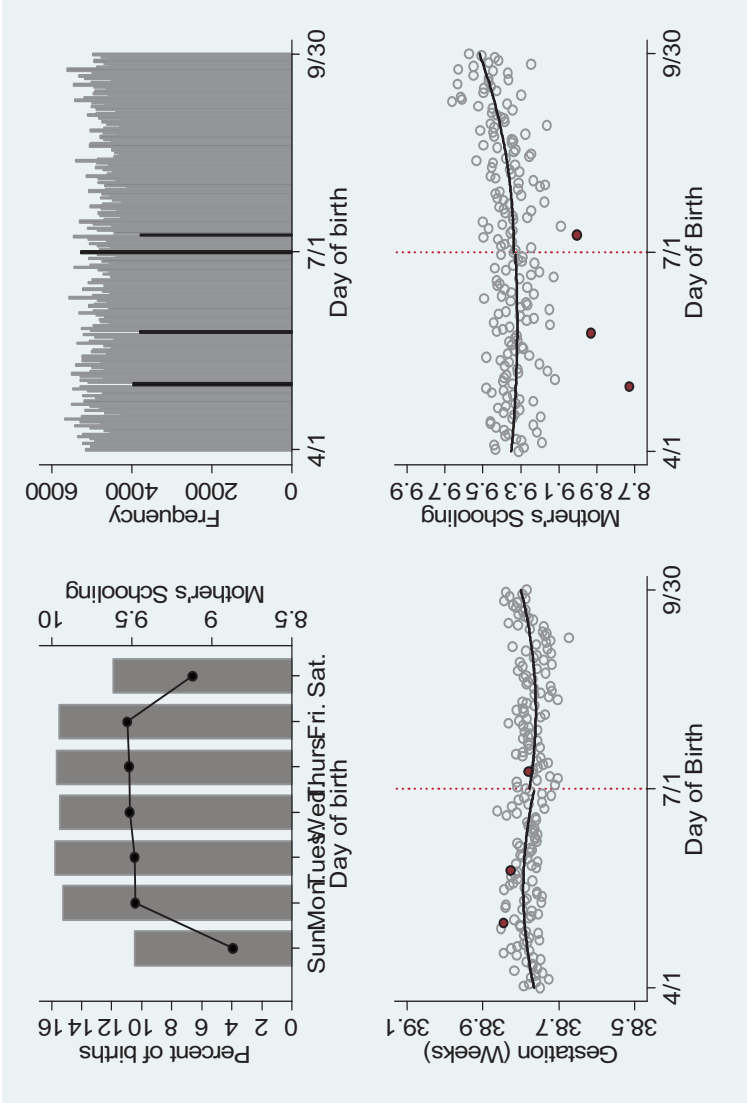 Percent of births
0 2 4 6 8 10 12 14 16
Sun. Mon. Tues. Wed. Thurs. Fri. Sat.
Day of birth
8.5 9 9.5 10
Mother's Schooling
Frequency
0 2000 4000 6000
4/1 7/1 9/30
Day of birth
Gestation (Weeks)
38.5 38.7 38.9 39.1
4/1 7/1 9/30
Day of Birth
Mother's Schooling
8.7 8.9 9.1 9.3 9.5 9.7 9.9
4/1 7/1 9/30
Day of Birth